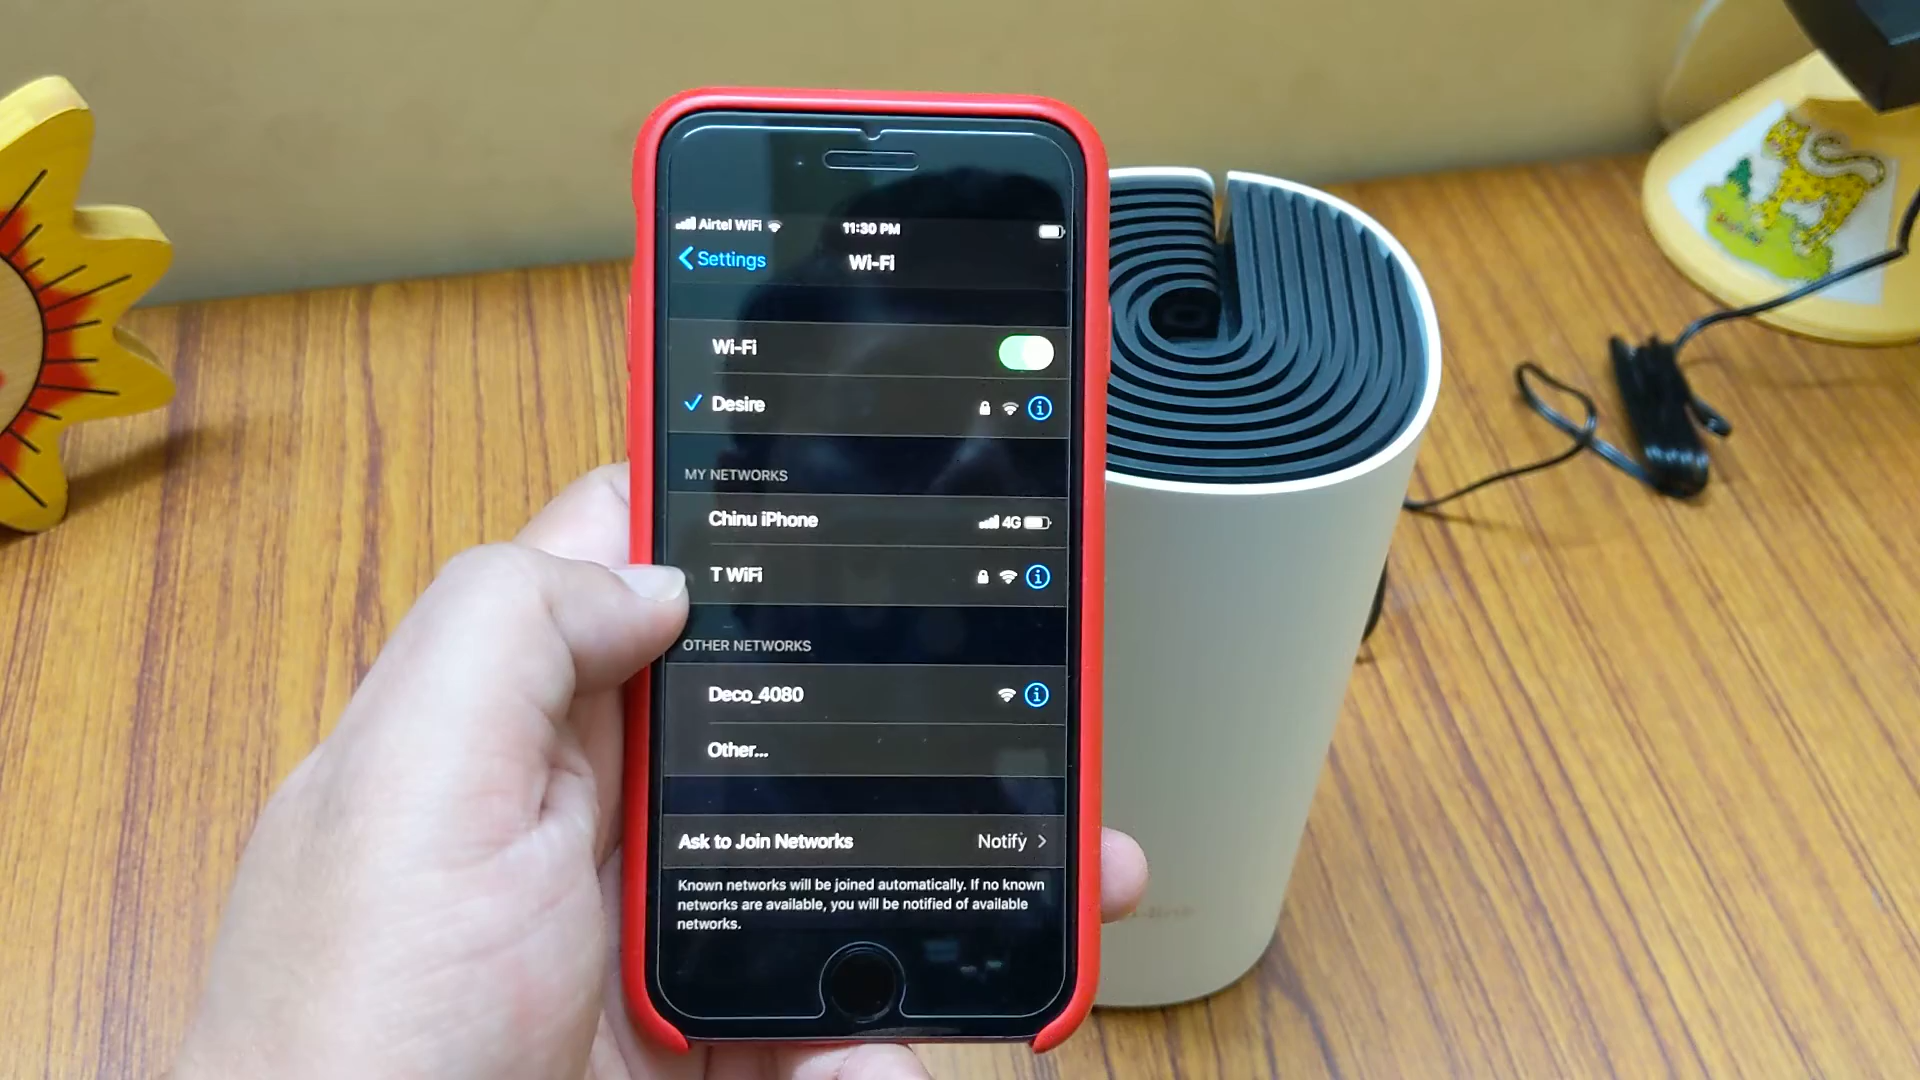 Airtel WiFi 11:30 PM
Settings Wi-Fi
Wi-Fi
Desire
MY NETWORKS
Chinu iPhone 4G
T WiFi
OTHER NETWORKS
Deco_4080
Other...
Ask to Join Networks Notify
Known networks will be joined automatically. If no known
networks are available, you will be notified of available
networks.